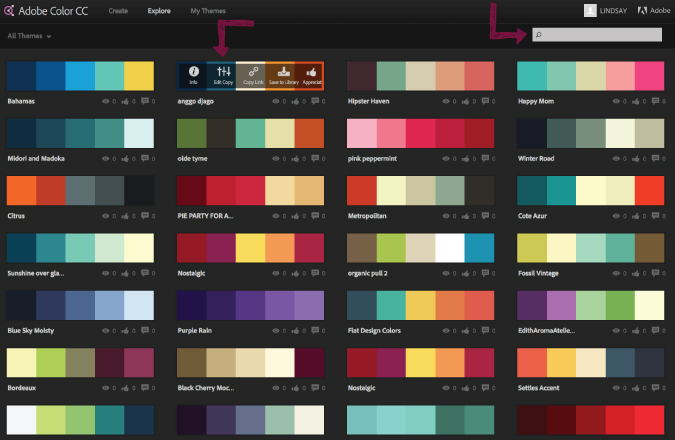 Adobe Color CC Create Explore My Themes LINDSAY Adobe
All Themes
Info Edit Copy Copy Link Save to Library Appreciat
Bahamas 0 0 0 anggo djago 0 0 0 Hipster Haven 0 0 0 Happy Mom 0 0 0
Midori and Madoka 0 0 0 olde tyme 0 0 0 pink peppermint 0 0 0 Winter Road 0 0 0
Citrus 0 0 0 PIE PARTY FOR A... 0 0 0 Metropolitan 0 0 0 Cote Azur 0 0 0
Sunshine over gla... 0 0 0 Nostalgic 0 0 0 organic pull 2 0 0 0 Fossil Vintage 0 0 0
Blue Sky Moisty 0 0 0 Purple Rain 0 0 0 Flat Design Colors 0 0 0 EdithAromaAtelie... 0 0 0
Bordeaux 0 0 0 Black Cherry Moc... 0 0 0 Nostalgic 0 0 0 Settles Accent 0 0 0